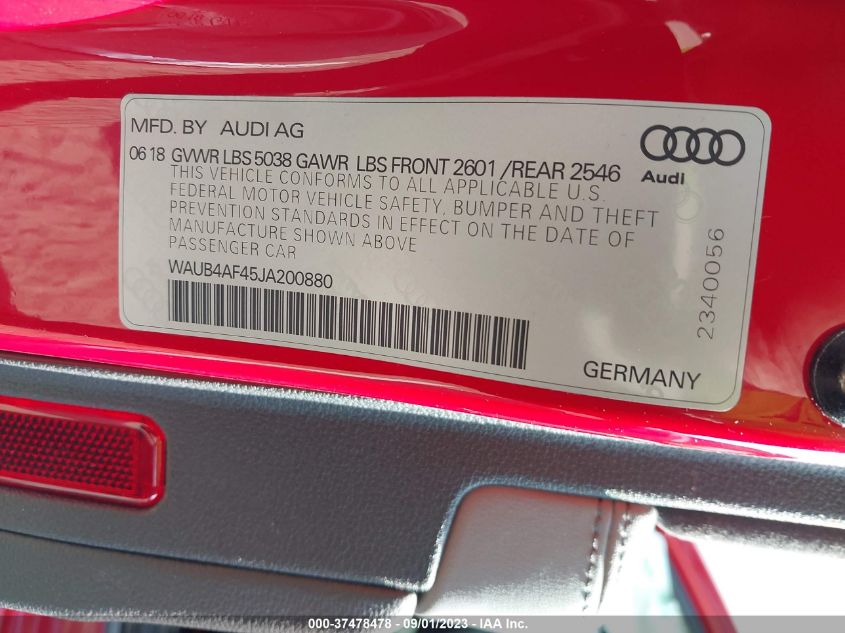 MFD. BY AUDI AG
Audi
06 18 GVWR LBS 5038 GAWR LBS FRONT 2601 /REAR 2546
THIS VEHICLE CONFORMS TO ALL APPLICABLE U.S.
FEDERAL MOTOR VEHICLE SAFETY, BUMPER AND THEFT
PREVENTION STANDARDS IN EFFECT ON THE DATE OF
MANUFACTURE SHOWN ABOVE
PASSENGER CAR
WAUB4AF45JA200880
2340056
GERMANY
000-37478478 - 09/01/2023 - IAA Inc.